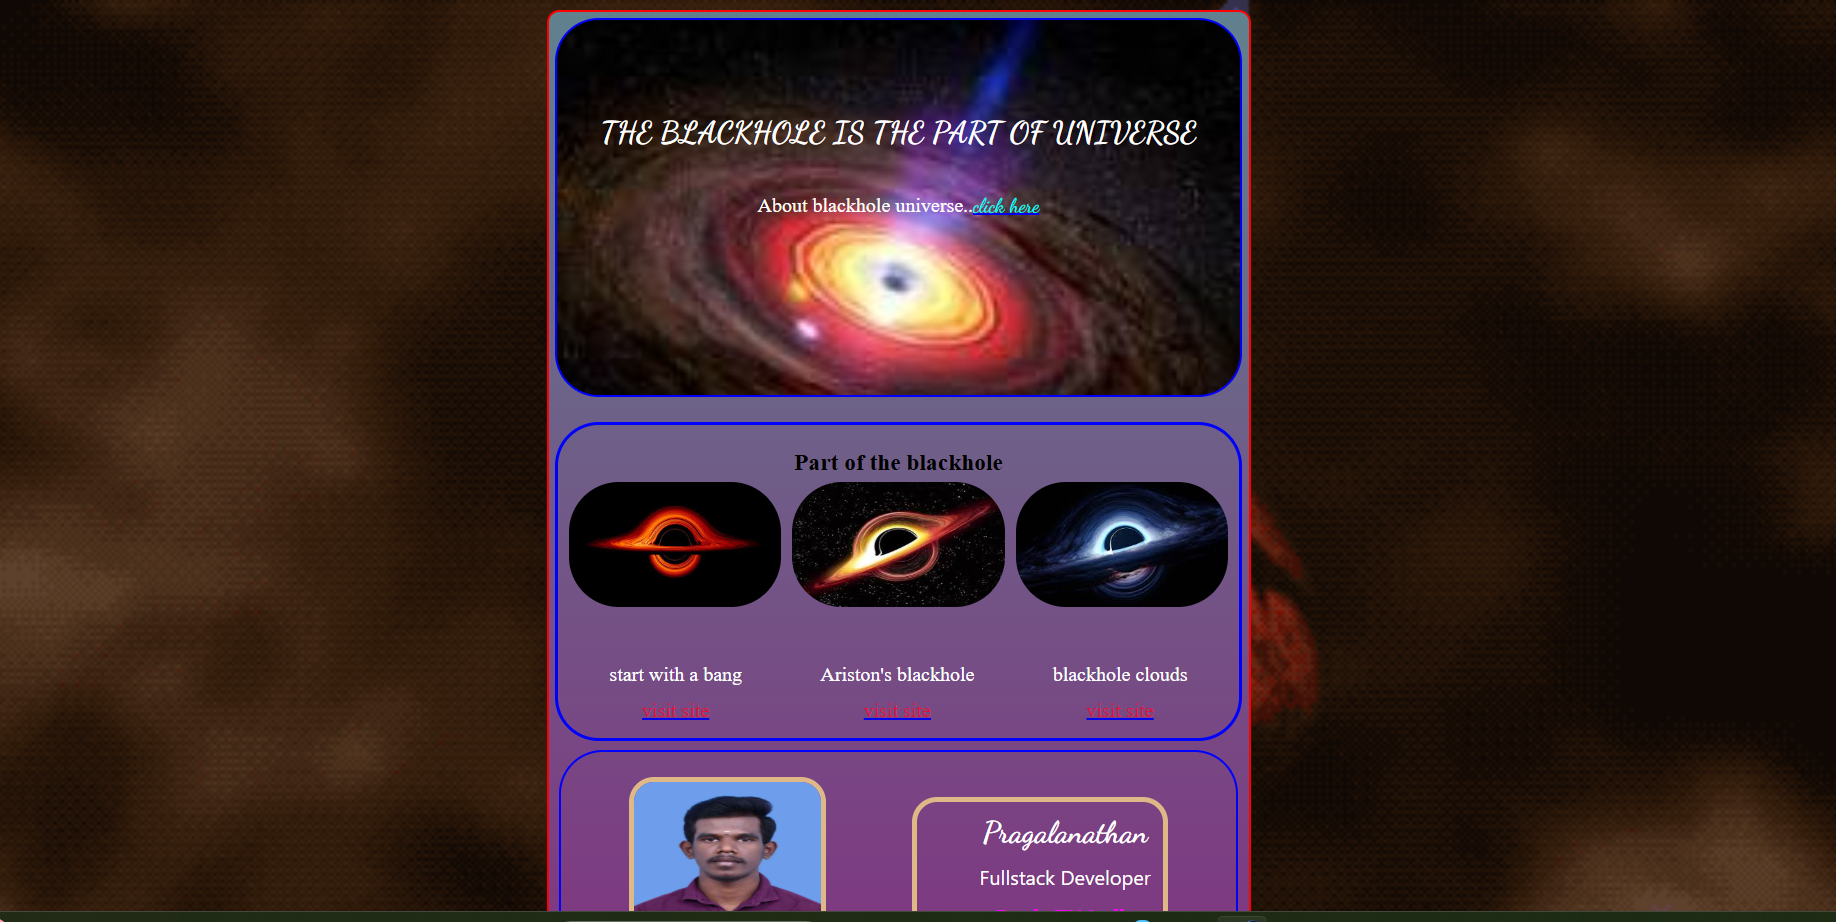 THE BLACKHOLE IS THE PART OF UNIVERSE
About blackhole universe..click here
Part of the blackhole
start with a bang
Ariston's blackhole
blackhole clouds
visit site
visit site
visit site
Pragalanathan
Fullstack Developer